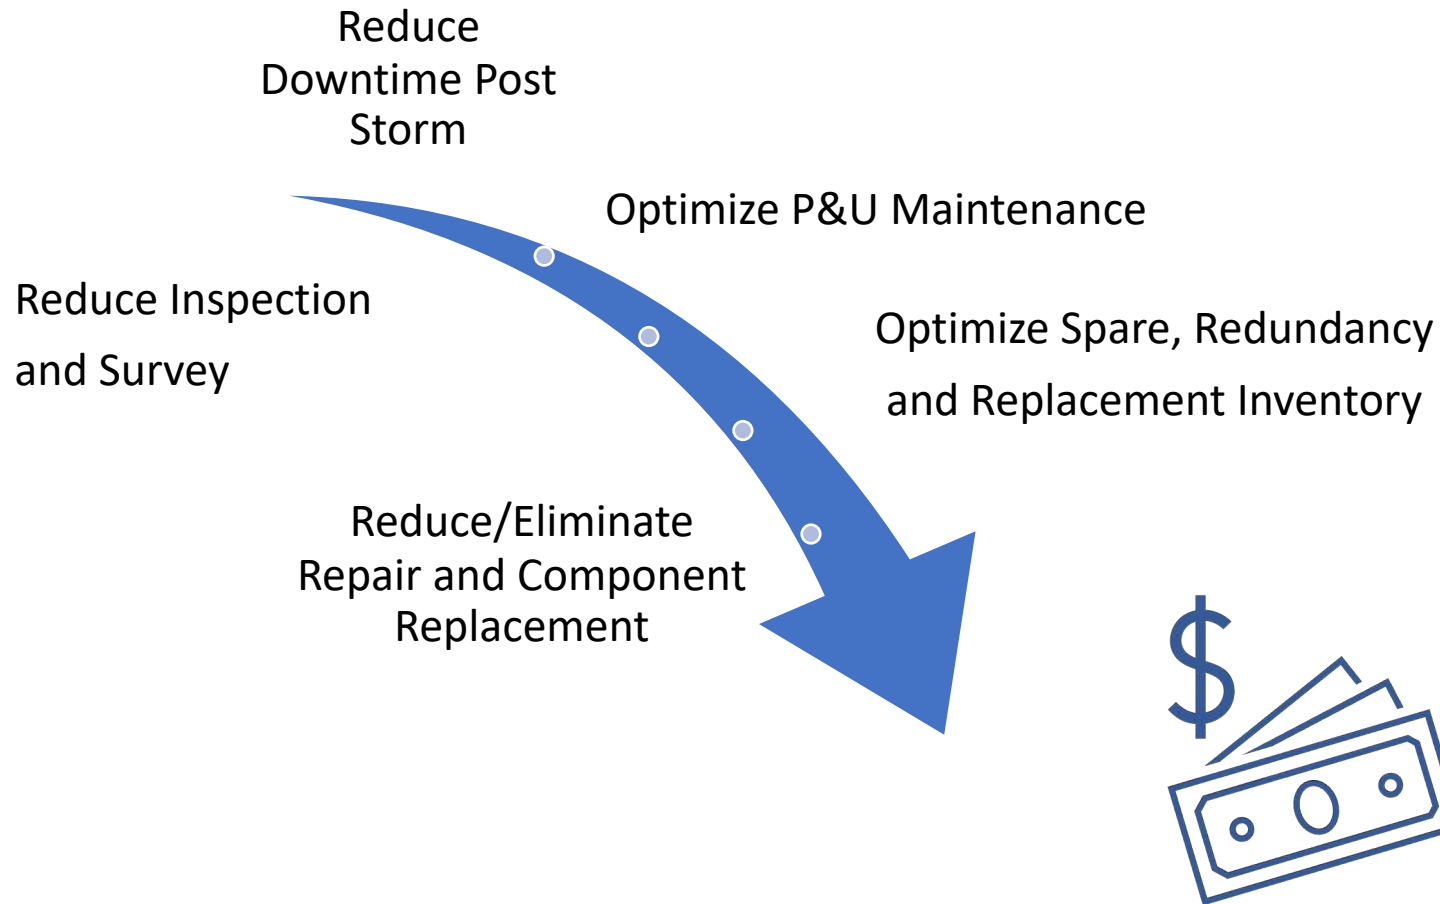 Reduce
Downtime Post
Storm
Optimize P&U Maintenance
Reduce Inspection
and Survey
Optimize Spare, Redundancy
and Replacement Inventory
Reduce/Eliminate
Repair and Component
Replacement
$